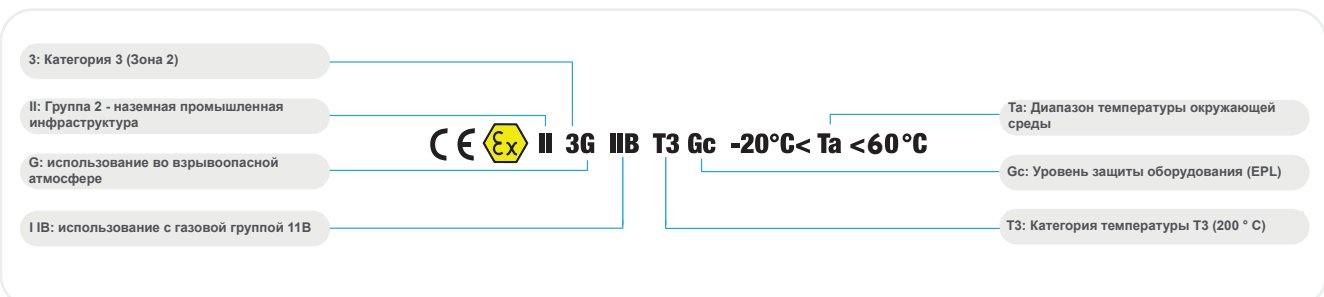 3: Категория 3 (Зона 2)
II: Группа 2 - наземная промышленная
инфраструктура
G: использование во взрывоопасной
атмосфере
I IB: использование с газовой группой 11В
CE Ex II 3G IIB T3 Gc -20°C< Ta <60°C
Ta: Диапазон температуры окружающей
среды
Gc: Уровень защиты оборудования (EPL)
T3: Категория температуры T3 (200 ° C)